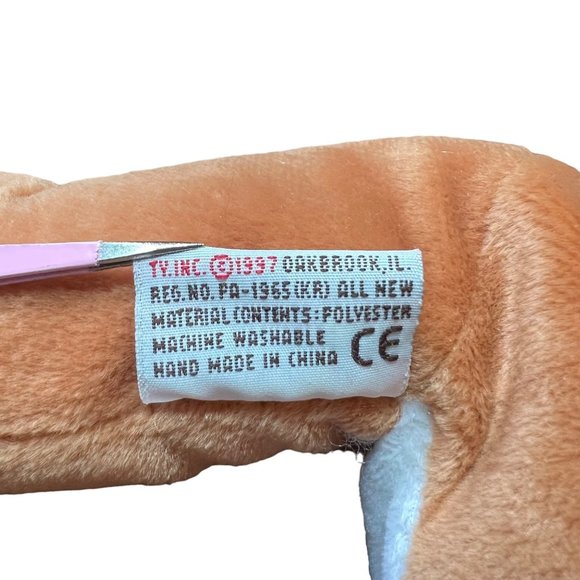 TY.INC. ©1997 OAKBROOK,IL.
REG.NO.PA-1965(KR) ALL NEW
MATERIAL CONTENTS:POLYESTER
MACHINE WASHABLE
HAND MADE IN CHINA CE